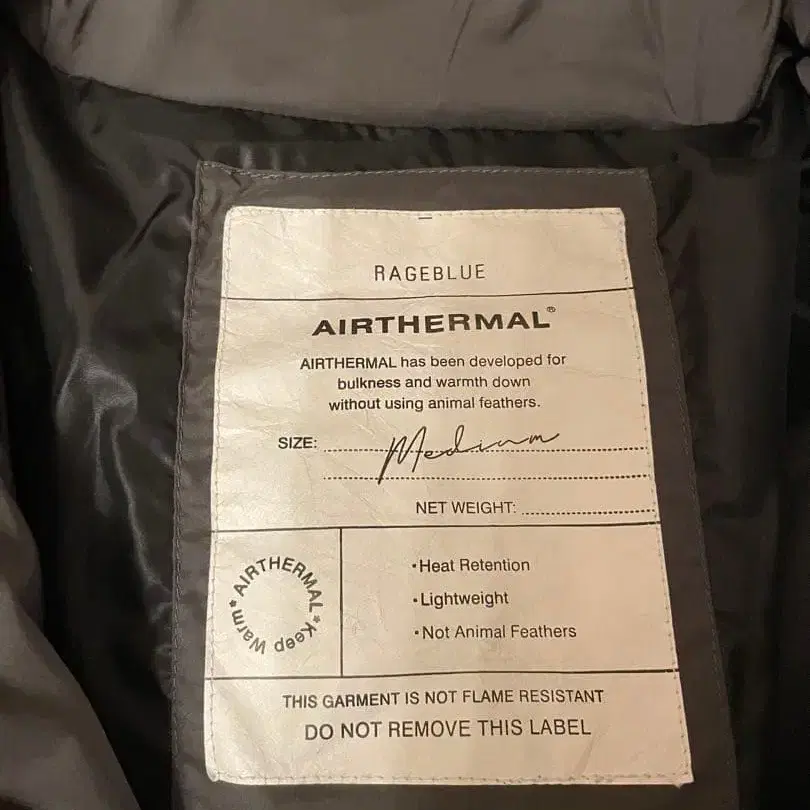 RAGEBLUE
AIRTHERMAL®
AIRTHERMAL has been developed for
bulkness and warmth down
without using animal feathers.
SIZE: Medium
NET WEIGHT:
AIRTHERMAL * Keep Warm *
•Heat Retention
•Lightweight
•Not Animal Feathers
THIS GARMENT IS NOT FLAME RESISTANT
DO NOT REMOVE THIS LABEL